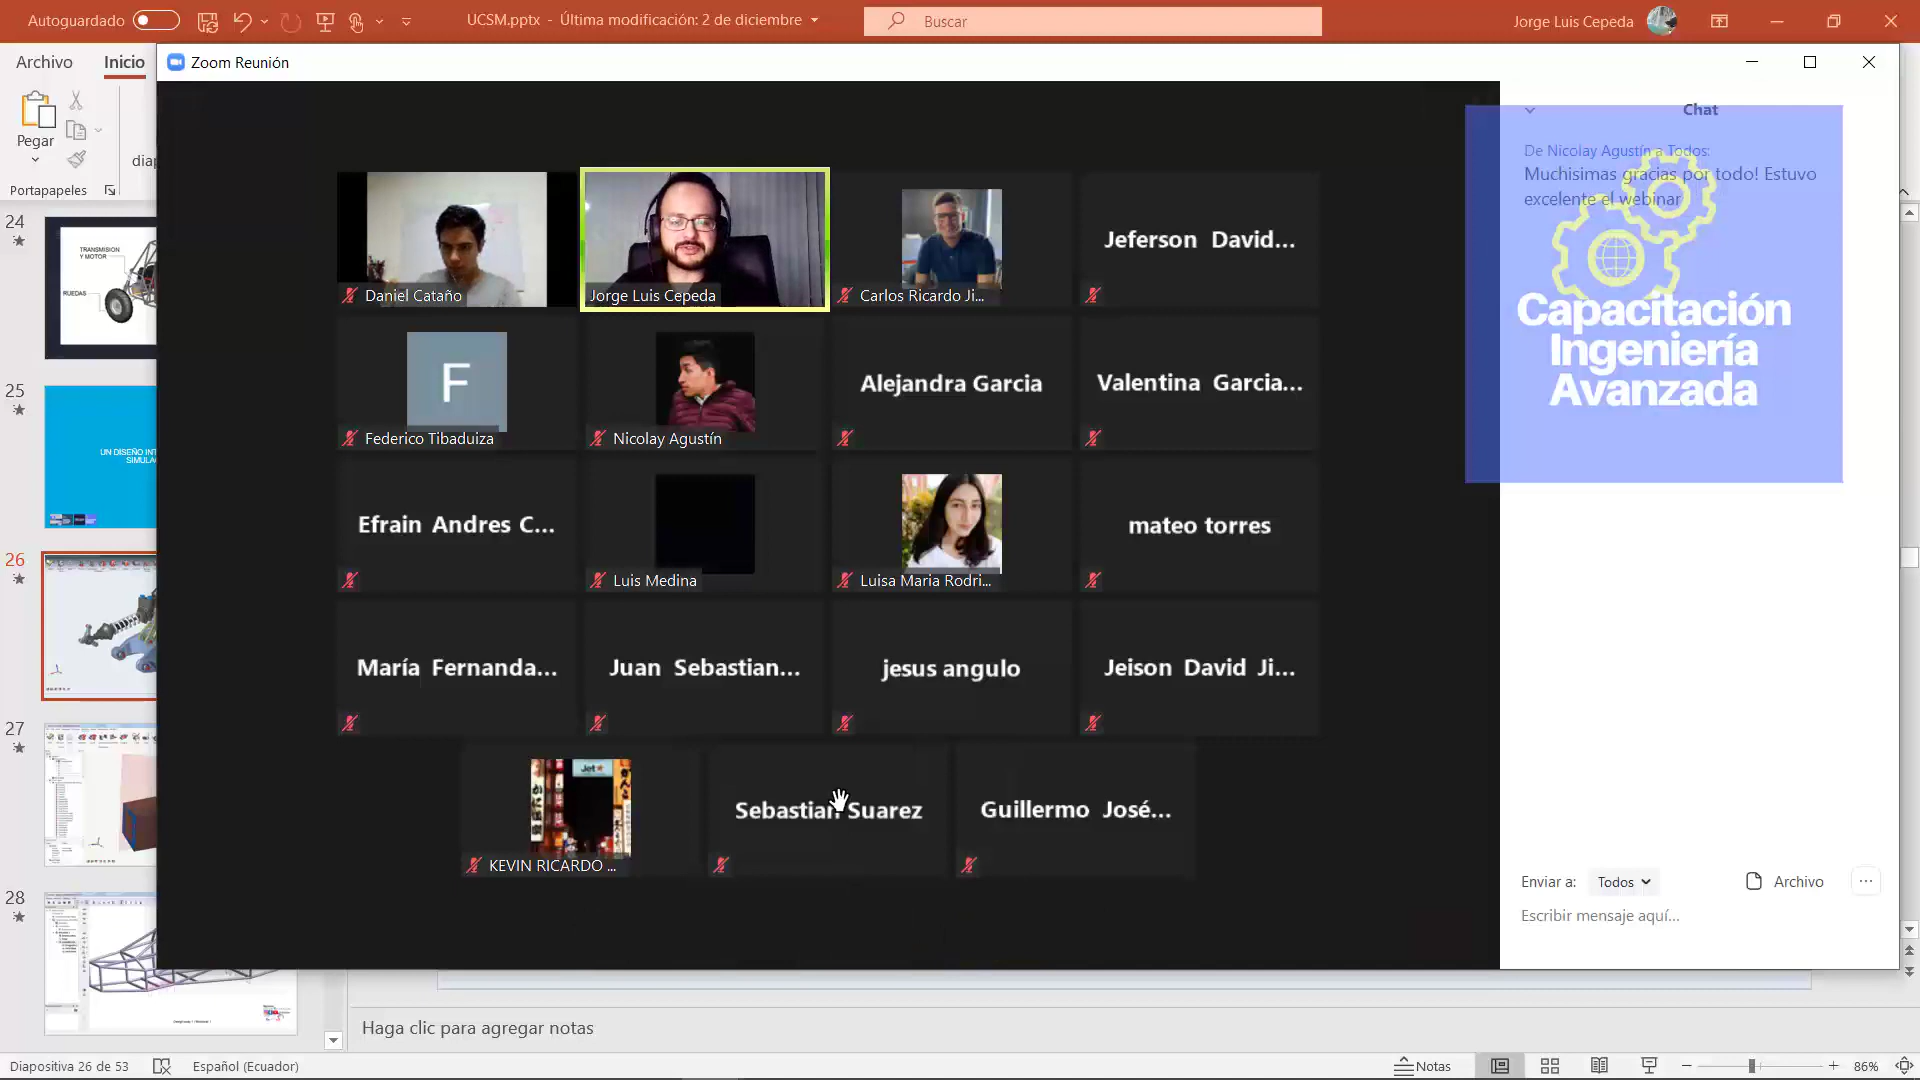 Autoguardado
UCSM.pptx - Última modificación: 2 de diciembre
Buscar
Jorge Luis Cepeda
Archivo
Inicio
Zoom Reunión
Pegar
Portapapeles
24
TRANSMISION
Y MOTOR
RUEDAS
25
26
27
28
Daniel Cataño
Jorge Luis Cepeda
Carlos Ricardo Ji...
Jeferson David...
Federico Tibaduiza
F
Nicolay Agustín
Alejandra Garcia
Valentina Garcia...
Efrain Andres C...
Luis Medina
Luisa Maria Rodri...
mateo torres
María Fernanda...
Juan Sebastian...
jesus angulo
Jeison David Ji...
KEVIN RICARDO ...
Sebastian Suarez
Guillermo José...
Chat
De Nicolay Agustín a Todos:
Muchisimas gracias por todo! Estuvo
excelente el webinar
Capacitación
Ingeniería
Avanzada
Enviar a:
Todos
Archivo
Escribir mensaje aquí...
Haga clic para agregar notas
Diapositiva 26 de 53
Español (Ecuador)
Notas
86%